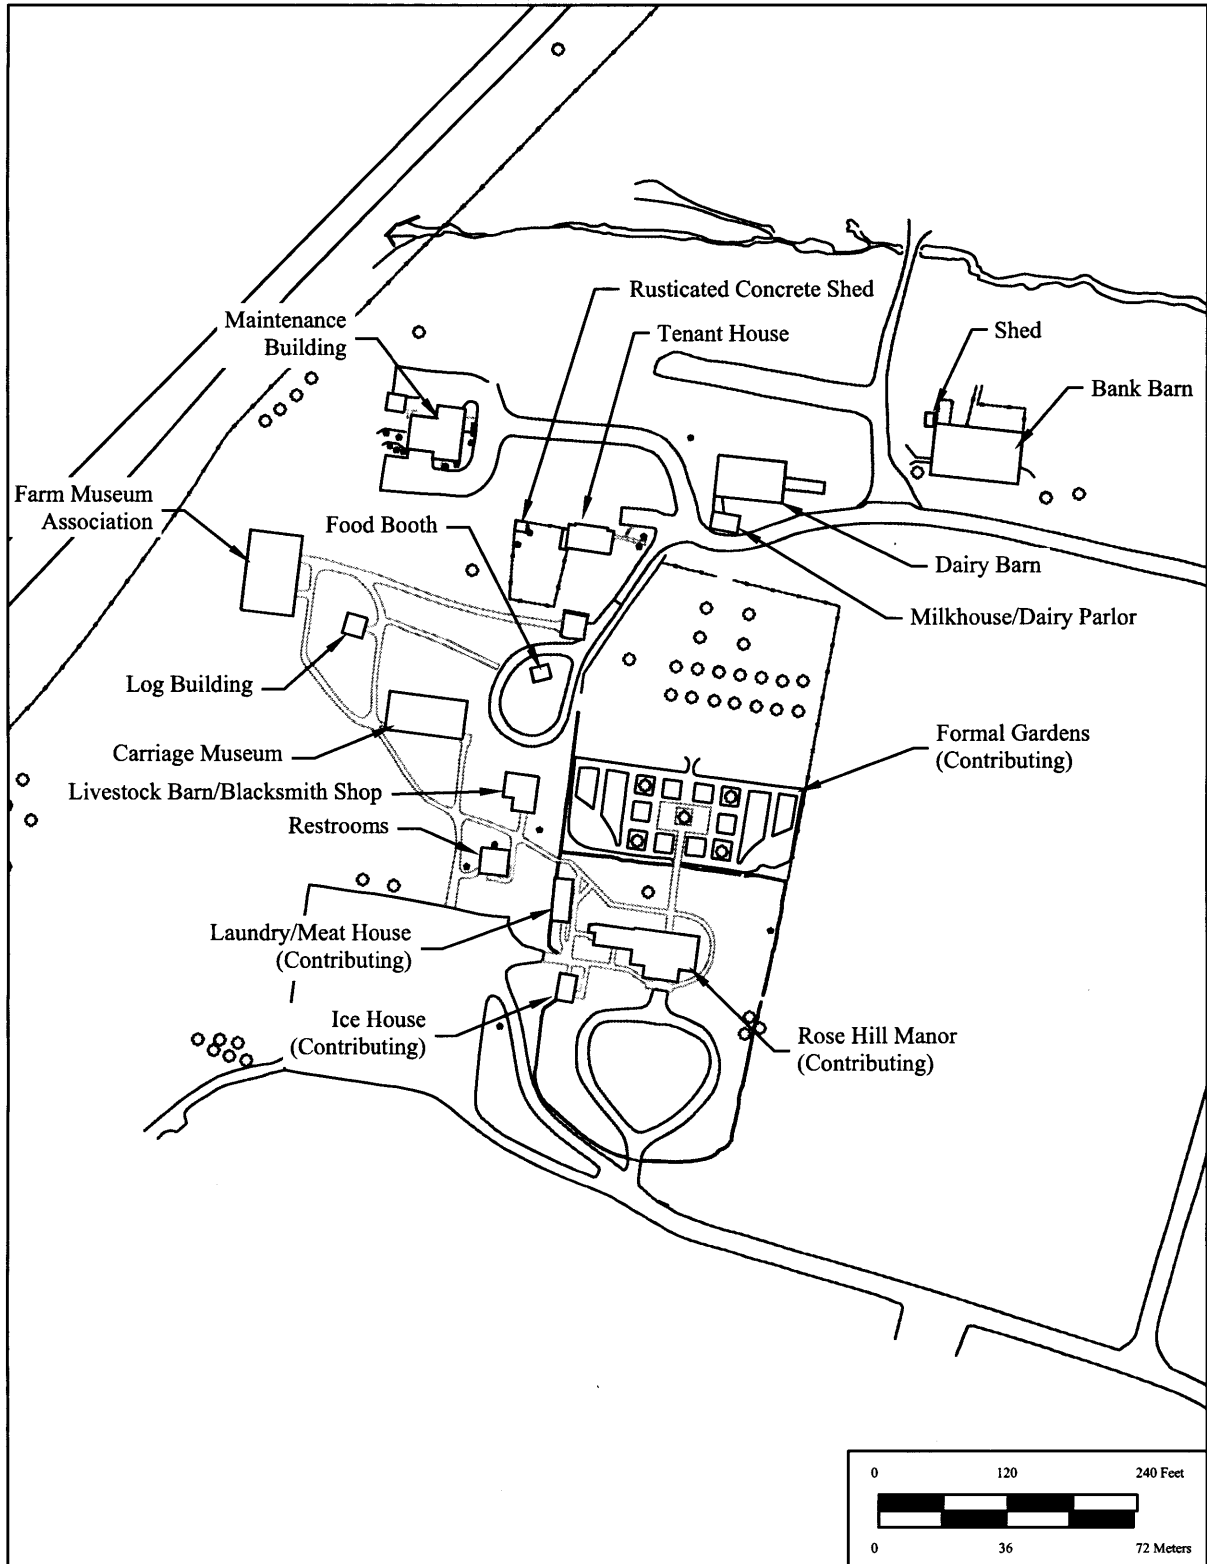 Rusticated Concrete Shed
Maintenance
Building
Tenant House
Shed
Bank Barn
Farm Museum
Association
Food Booth
Dairy Barn
Milkhouse/Dairy Parlor
Log Building
Formal Gardens
(Contributing)
Carriage Museum
Livestock Barn/Blacksmith Shop
Restrooms
Laundry/Meat House
(Contributing)
Ice House
(Contributing)
Rose Hill Manor
(Contributing)
0 120 240 Feet
0 36 72 Meters